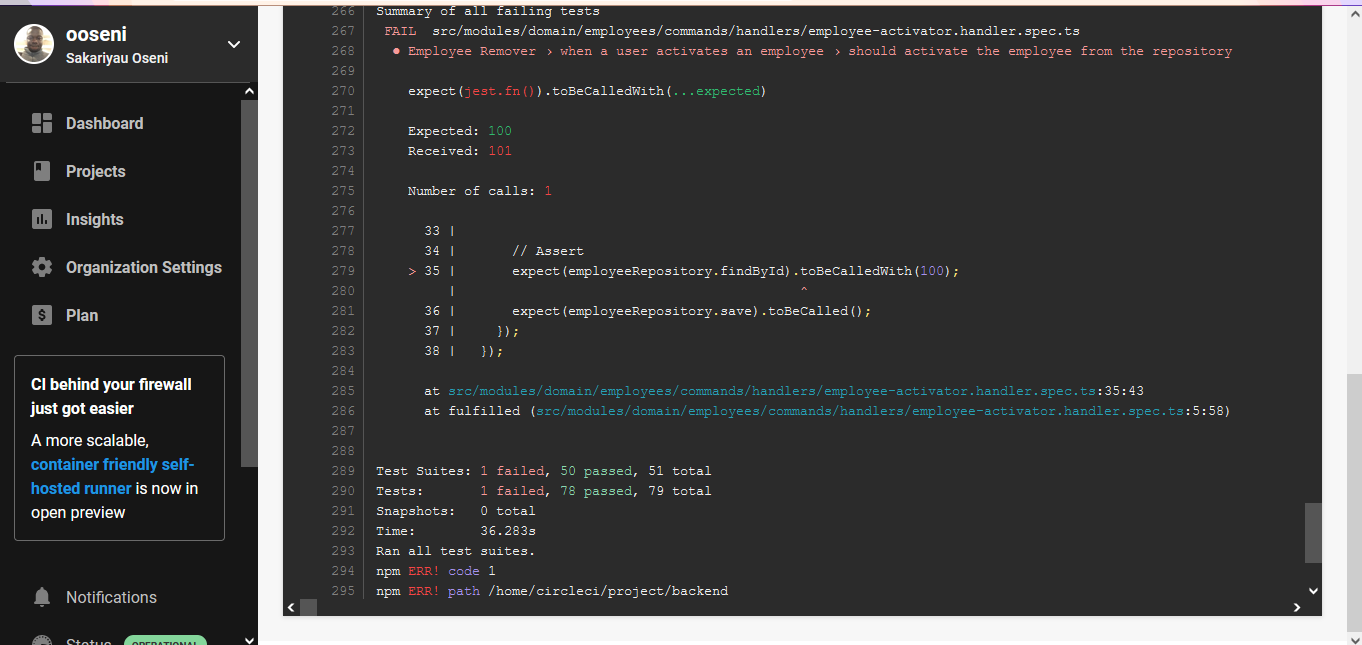 ooseni
Sakariyau Oseni
Dashboard
Projects
Insights
Organization Settings
Plan
CI behind your firewall
just got easier
A more scalable,
container friendly self-
hosted runner is now in
open preview
Notifications
Status OPERATIONAL
266 Summary of all failing tests
267 FAIL src/modules/domain/employees/commands/handlers/employee-activator.handler.spec.ts
268 ● Employee Remover › when a user activates an employee › should activate the employee from the repository
269
270 expect(jest.fn()).toBeCalledWith(...expected)
271
272 Expected: 100
273 Received: 101
274
275 Number of calls: 1
276
277 33 |
278 34 | // Assert
279 > 35 | expect(employeeRepository.findById).toBeCalledWith(100);
280 | ^
281 36 | expect(employeeRepository.save).toBeCalled();
282 37 | });
283 38 | });
284
285 at src/modules/domain/employees/commands/handlers/employee-activator.handler.spec.ts:35:43
286 at fulfilled (src/modules/domain/employees/commands/handlers/employee-activator.handler.spec.ts:5:58)
287
288
289 Test Suites: 1 failed, 50 passed, 51 total
290 Tests: 1 failed, 78 passed, 79 total
291 Snapshots: 0 total
292 Time: 36.283s
293 Ran all test suites.
294 npm ERR! code 1
295 npm ERR! path /home/circleci/project/backend